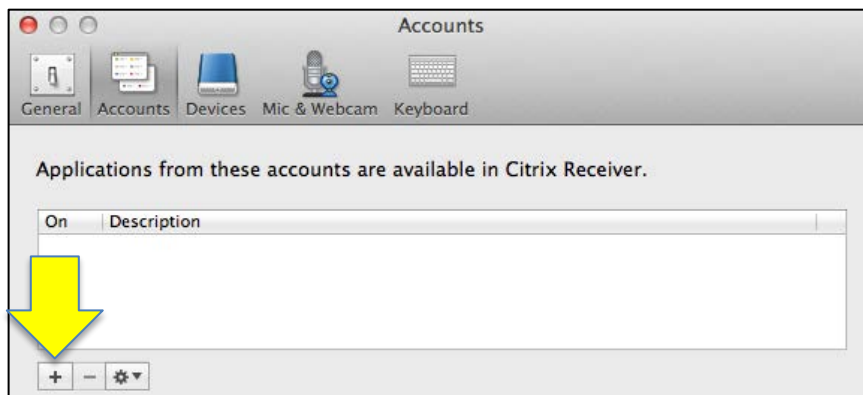 Accounts
General Accounts Devices Mic & Webcam Keyboard
Applications from these accounts are available in Citrix Receiver.
On Description
+ −